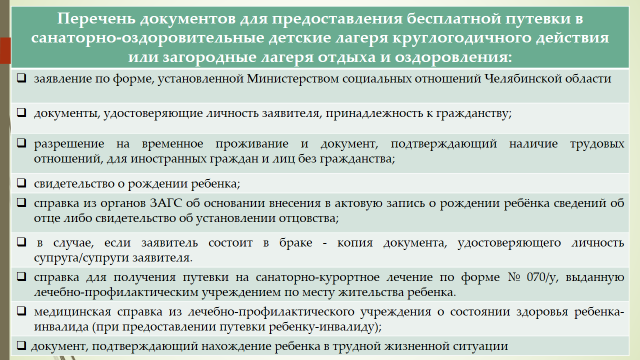 Перечень документов для предоставления бесплатной путевки в
санаторно-оздоровительные детские лагеря круглогодичного действия
или загородные лагеря отдыха и оздоровления:
заявление по форме, установленной Министерством социальных отношений Челябинской области
документы, удостоверяющие личность заявителя, принадлежность к гражданству;
разрешение на временное проживание и документ, подтверждающий наличие трудовых
отношений, для иностранных граждан и лиц без гражданства;
свидетельство о рождении ребенка;
справка из органов ЗАГС об основании внесения в актовую запись о рождении ребёнка сведений об
отце либо свидетельство об установлении отцовства;
в случае, если заявитель состоит в браке - копия документа, удостоверяющего личность
супруга/супруги заявителя.
справка для получения путевки на санаторно-курортное лечение по форме № 070/у, выданную
лечебно-профилактическим учреждением по месту жительства ребенка.
медицинская справка из лечебно-профилактического учреждения о состоянии здоровья ребенка-
инвалида (при предоставлении путевки ребенку-инвалиду);
документ, подтверждающий нахождение ребенка в трудной жизненной ситуации